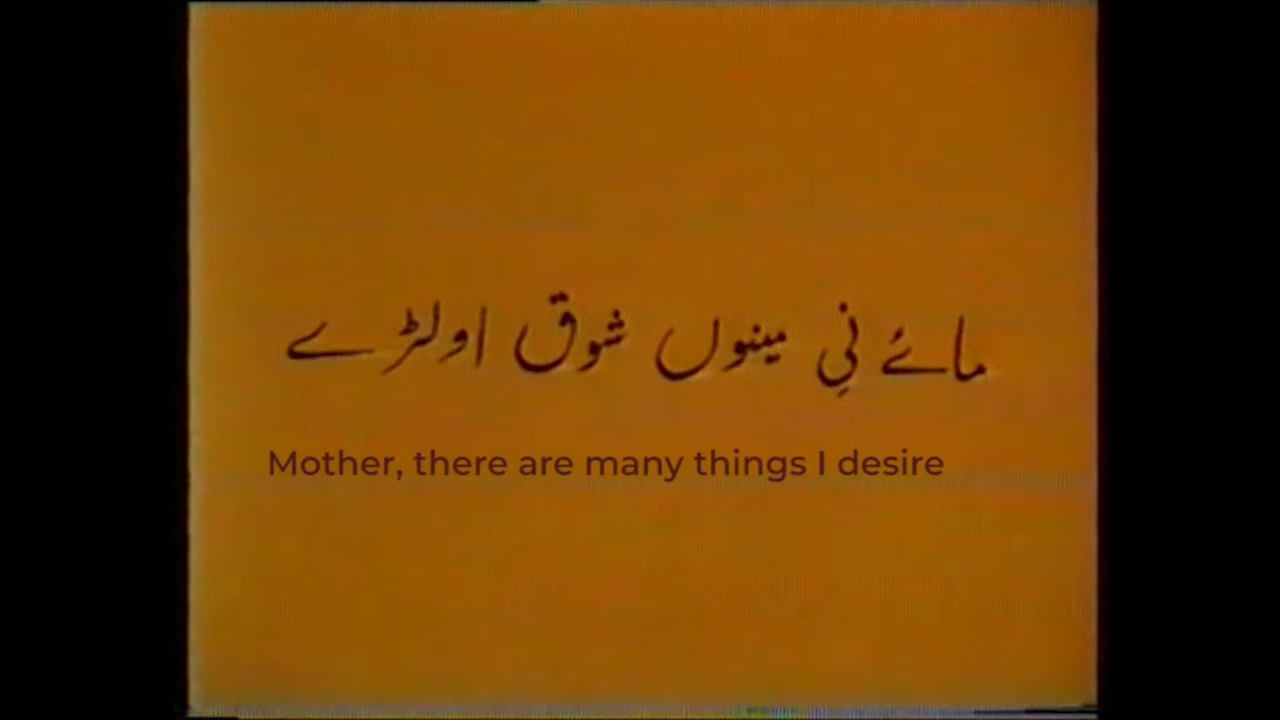 مائے نیِ مینوں شوق اولڑے
Mother, there are many things I desire